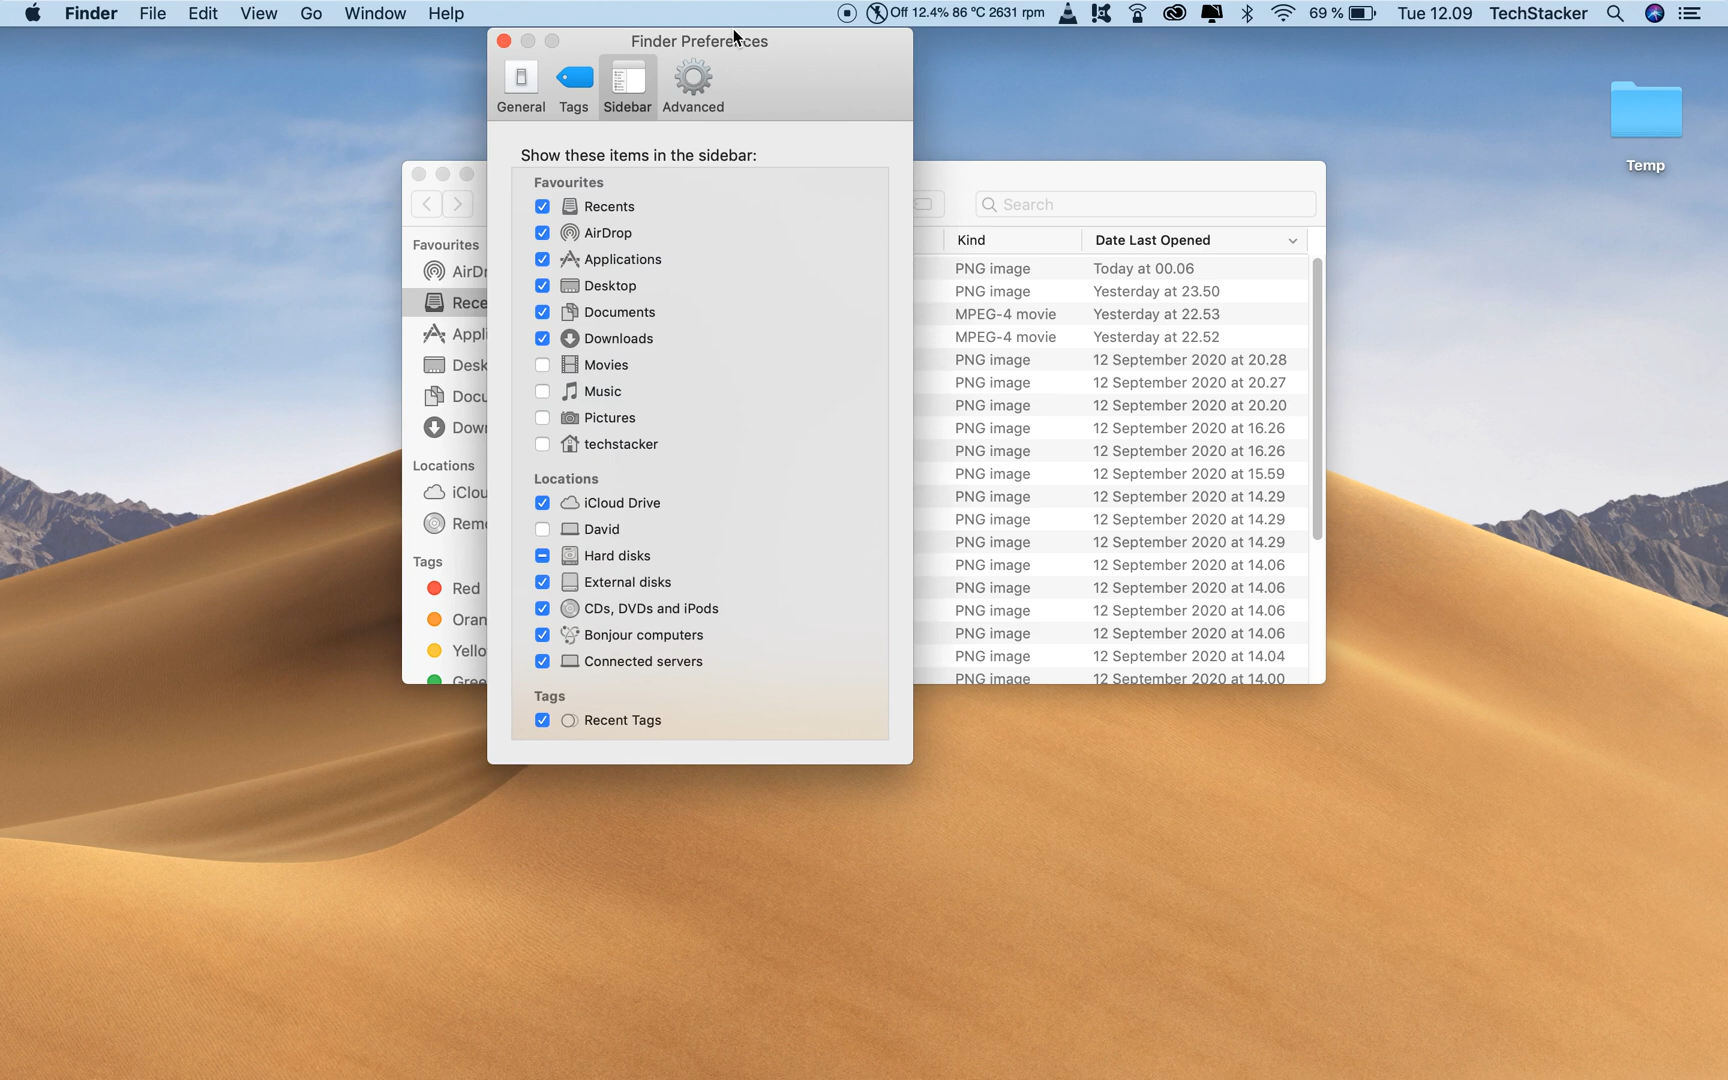 Finder File Edit View Go Window Help Off 12.4% 86 °C 2631 rpm 69 % Tue 12.09 TechStacker
Finder Preferences
General Tags Sidebar Advanced
Show these items in the sidebar:
Favourites
Recents
AirDrop
Applications
Desktop
Documents
Downloads
Movies
Music
Pictures
techstacker
Locations
iCloud Drive
David
Hard disks
External disks
CDs, DVDs and iPods
Bonjour computers
Connected servers
Tags
Recent Tags
Favourites
AirDr
Rece
Appli
Desk
Docu
Down
Locations
iClou
Remo
Tags
Red
Oran
Yello
Gree
Search
Kind Date Last Opened
PNG image Today at 00.06
PNG image Yesterday at 23.50
MPEG-4 movie Yesterday at 22.53
MPEG-4 movie Yesterday at 22.52
PNG image 12 September 2020 at 20.28
PNG image 12 September 2020 at 20.27
PNG image 12 September 2020 at 20.20
PNG image 12 September 2020 at 16.26
PNG image 12 September 2020 at 16.26
PNG image 12 September 2020 at 15.59
PNG image 12 September 2020 at 14.29
PNG image 12 September 2020 at 14.29
PNG image 12 September 2020 at 14.29
PNG image 12 September 2020 at 14.06
PNG image 12 September 2020 at 14.06
PNG image 12 September 2020 at 14.06
PNG image 12 September 2020 at 14.06
PNG image 12 September 2020 at 14.04
PNG image 12 September 2020 at 14.00
Temp